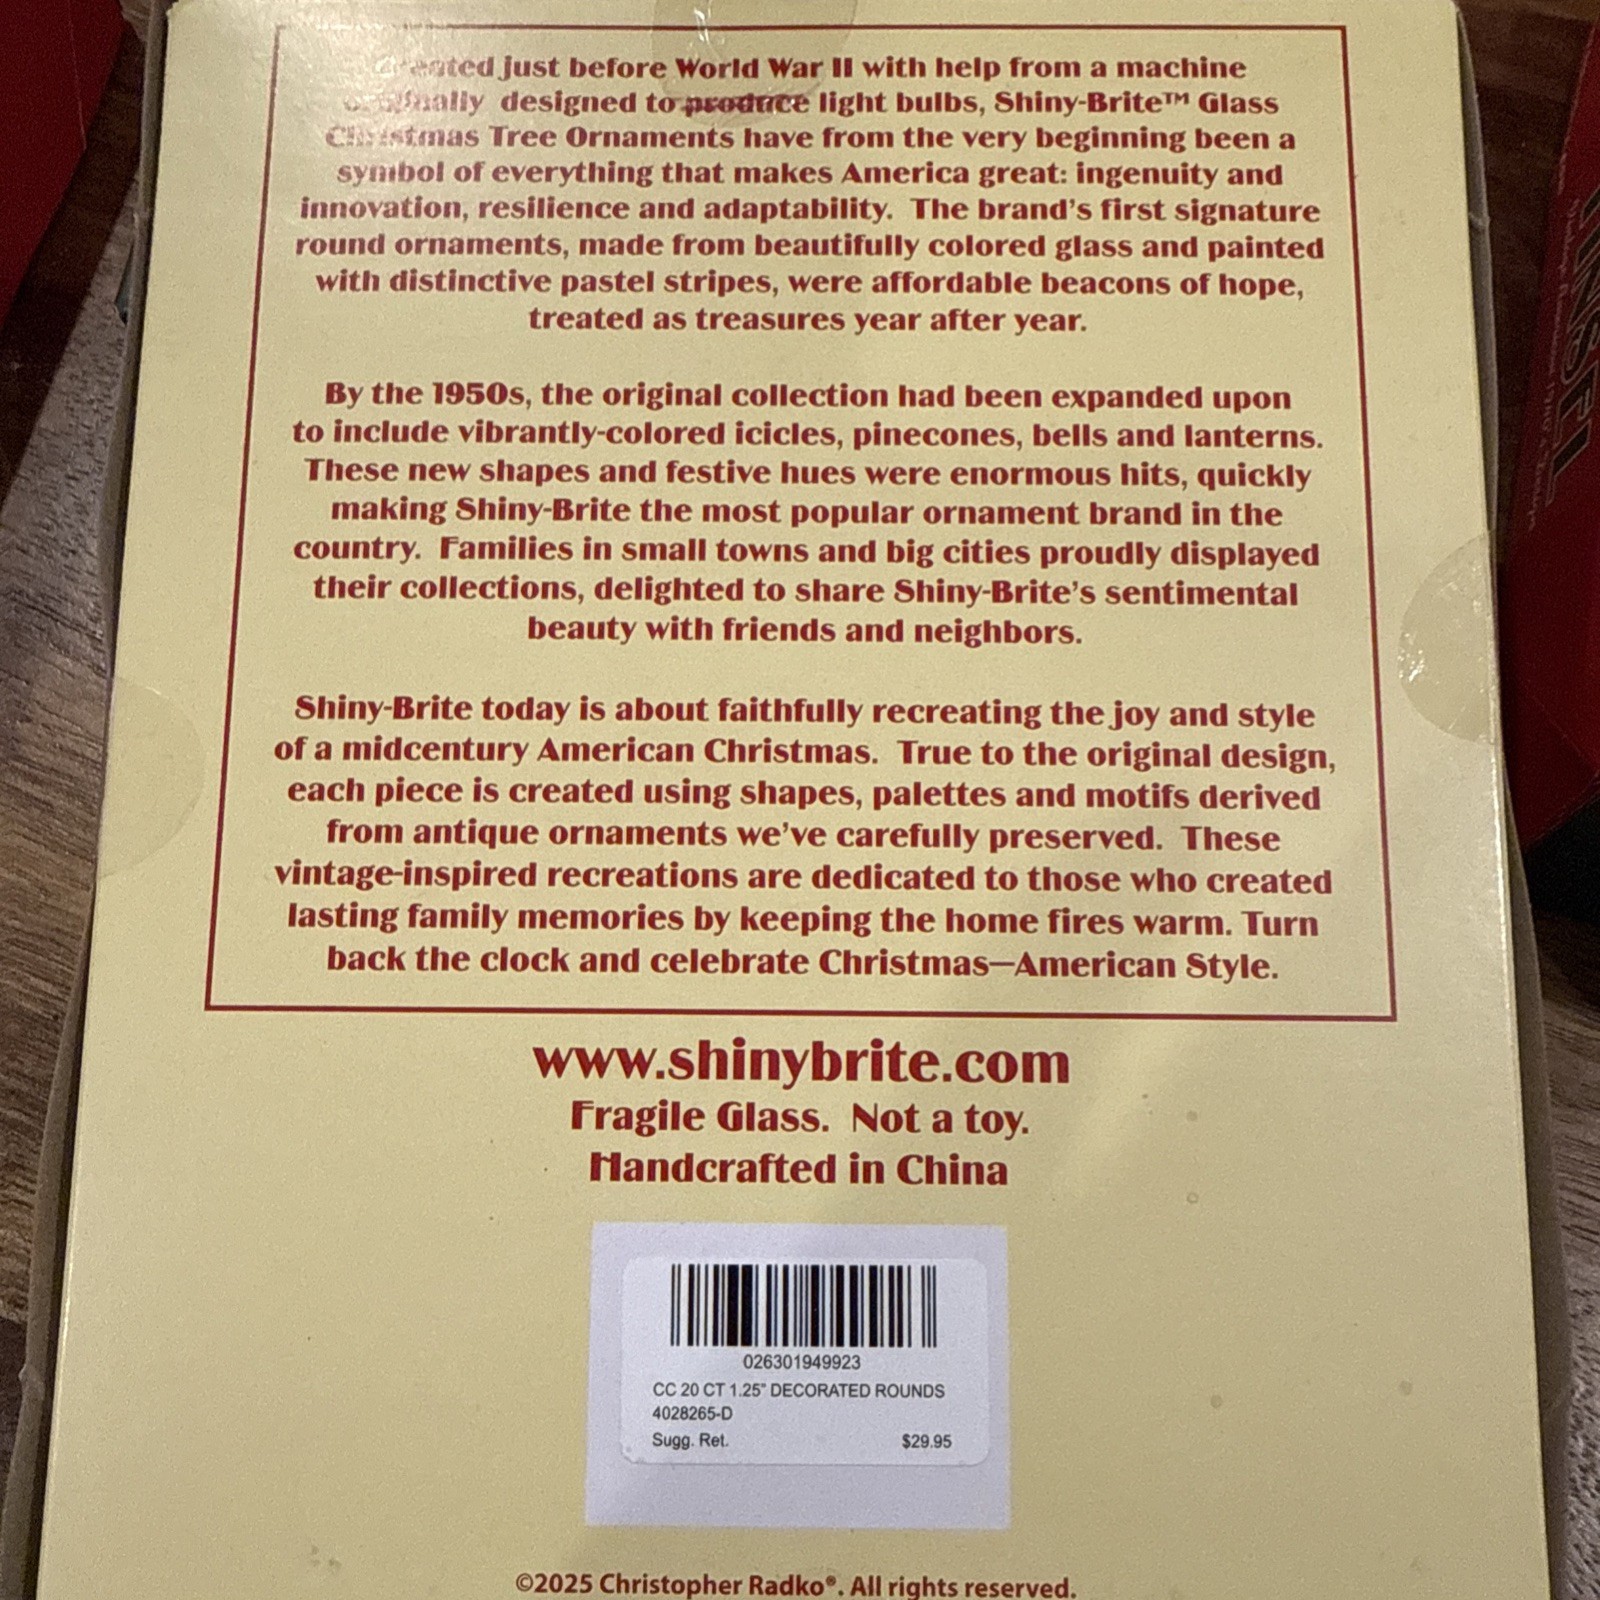 Created just before World War II with help from a machine
originally designed to produce light bulbs, Shiny-Brite™ Glass
Christmas Tree Ornaments have from the very beginning been a
symbol of everything that makes America great: ingenuity and
innovation, resilience and adaptability. The brand's first signature
round ornaments, made from beautifully colored glass and painted
with distinctive pastel stripes, were affordable beacons of hope,
treated as treasures year after year.
By the 1950s, the original collection had been expanded upon
to include vibrantly-colored icicles, pinecones, bells and lanterns.
These new shapes and festive hues were enormous hits, quickly
making Shiny-Brite the most popular ornament brand in the
country. Families in small towns and big cities proudly displayed
their collections, delighted to share Shiny-Brite's sentimental
beauty with friends and neighbors.
Shiny-Brite today is about faithfully recreating the joy and style
of a midcentury American Christmas. True to the original design,
each piece is created using shapes, palettes and motifs derived
from antique ornaments we've carefully preserved. These
vintage-inspired recreations are dedicated to those who created
lasting family memories by keeping the home fires warm. Turn
back the clock and celebrate Christmas—American Style.
www.shinybrite.com
Fragile Glass. Not a toy.
Handcrafted in China
026301949923
CC 20 CT 1.25" DECORATED ROUNDS
4028265-D
Sugg. Ret. $29.95
©2025 Christopher Radko®. All rights reserved.